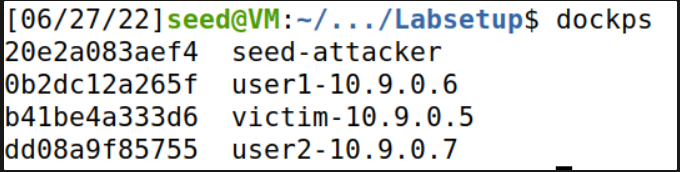 [06/27/22]seed@VM:~/.../Labsetup$ dockps
20e2a083aef4  seed-attacker
0b2dc12a265f  user1-10.9.0.6
b41be4a333d6  victim-10.9.0.5
dd08a9f85755  user2-10.9.0.7